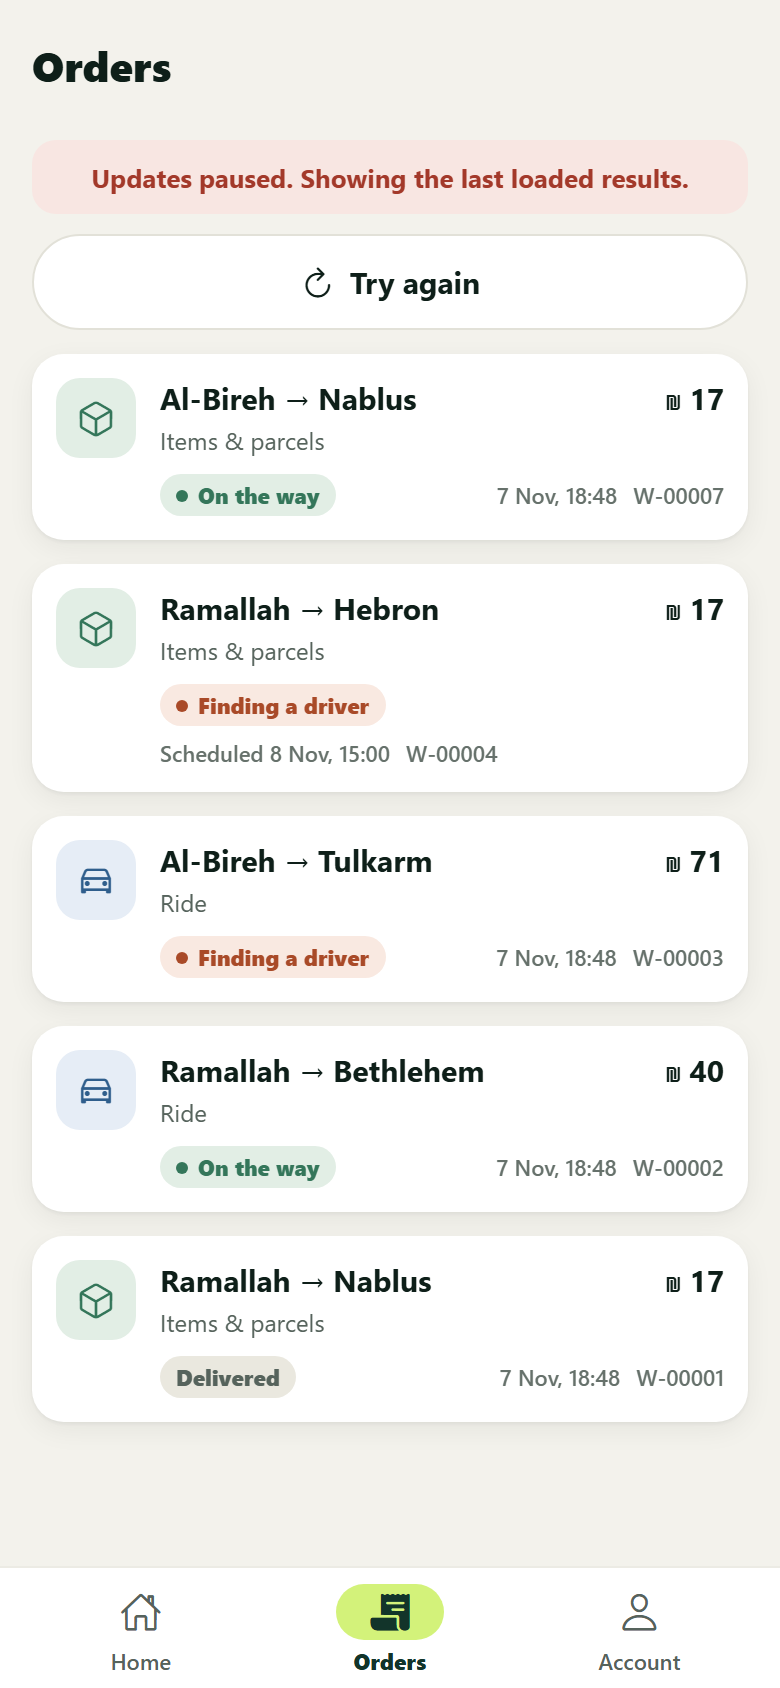 Orders
Updates paused. Showing the last loaded results.
Try again
Al-Bireh → Nablus ₪ 17
Items & parcels
On the way 7 Nov, 18:48 W-00007
Ramallah → Hebron ₪ 17
Items & parcels
Finding a driver
Scheduled 8 Nov, 15:00 W-00004
Al-Bireh → Tulkarm ₪ 71
Ride
Finding a driver 7 Nov, 18:48 W-00003
Ramallah → Bethlehem ₪ 40
Ride
On the way 7 Nov, 18:48 W-00002
Ramallah → Nablus ₪ 17
Items & parcels
Delivered 7 Nov, 18:48 W-00001
Home Orders Account